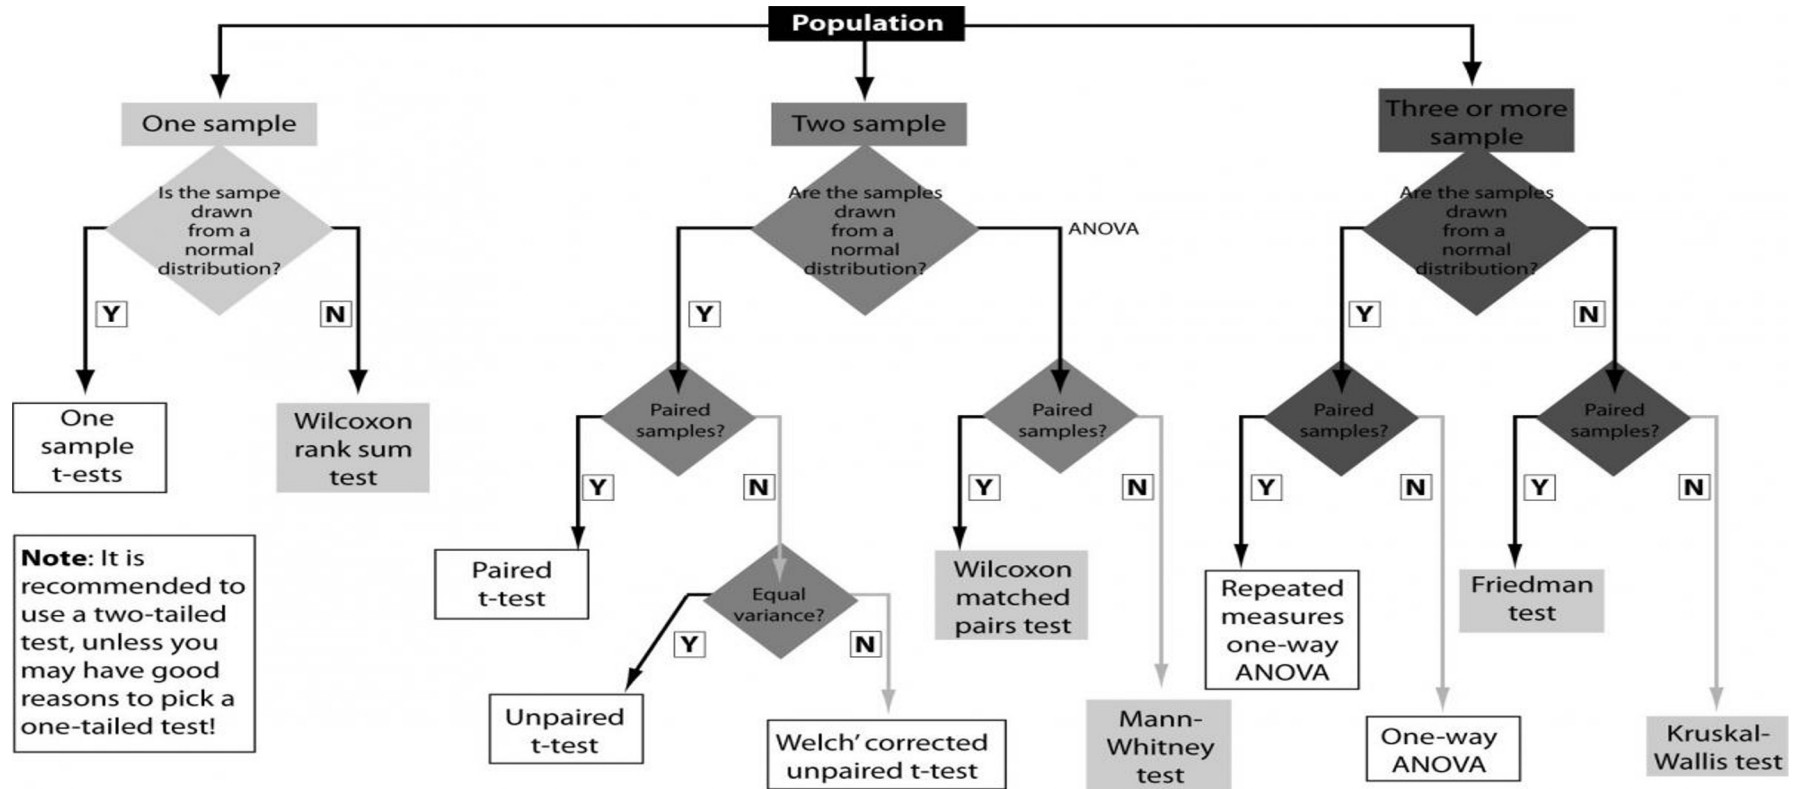 Population
One sample
Is the sampe
drawn
from a
normal
distribution?
Y
N
One
sample
t-ests
Wilcoxon
rank sum
test
Note: It is
recommended to
use a two-tailed
test, unless you
may have good
reasons to pick a
one-tailed test!
Two sample
Are the samples
drawn
from a
normal
distribution?
ANOVA
Y
Paired
samples?
Y
N
Paired
t-test
Equal
variance?
Y
N
Unpaired
t-test
Welch' corrected
unpaired t-test
Paired
samples?
Y
N
Wilcoxon
matched
pairs test
Mann-
Whitney
test
Three or more
sample
Are the samples
drawn
from a
normal
distribution?
Y
N
Paired
samples?
Y
N
Repeated
measures
one-way
ANOVA
One-way
ANOVA
Paired
samples?
Y
N
Friedman
test
Kruskal-
Wallis test